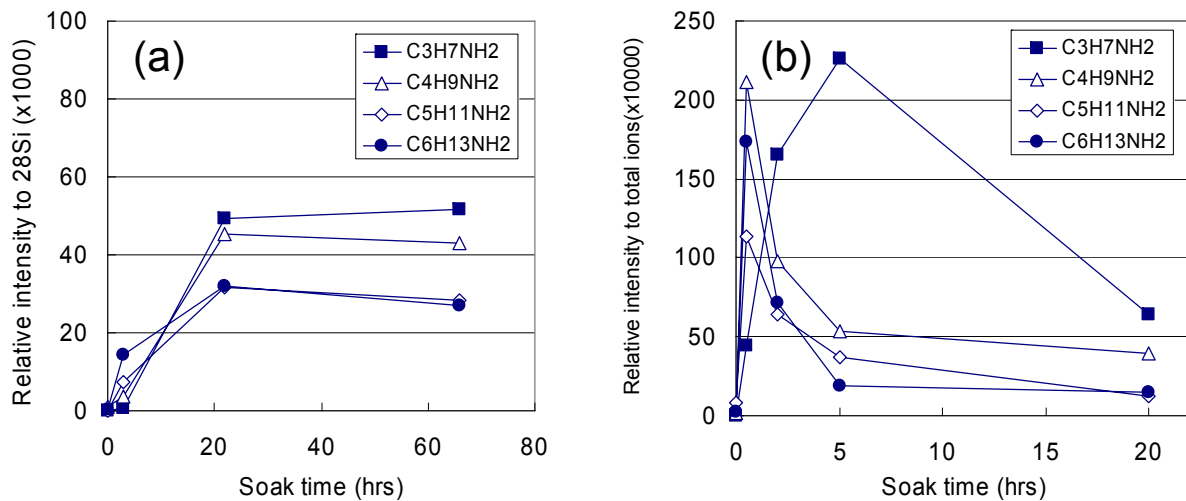 (a)
Relative intensity to 28Si (x1000)
100
80
60
40
20
0
0 20 40 60 80
Soak time (hrs)
C3H7NH2
C4H9NH2
C5H11NH2
C6H13NH2
(b)
Relative intensity to total ions(x10000)
250
200
150
100
50
0
0 5 10 15 20
Soak time (hrs)
C3H7NH2
C4H9NH2
C5H11NH2
C6H13NH2